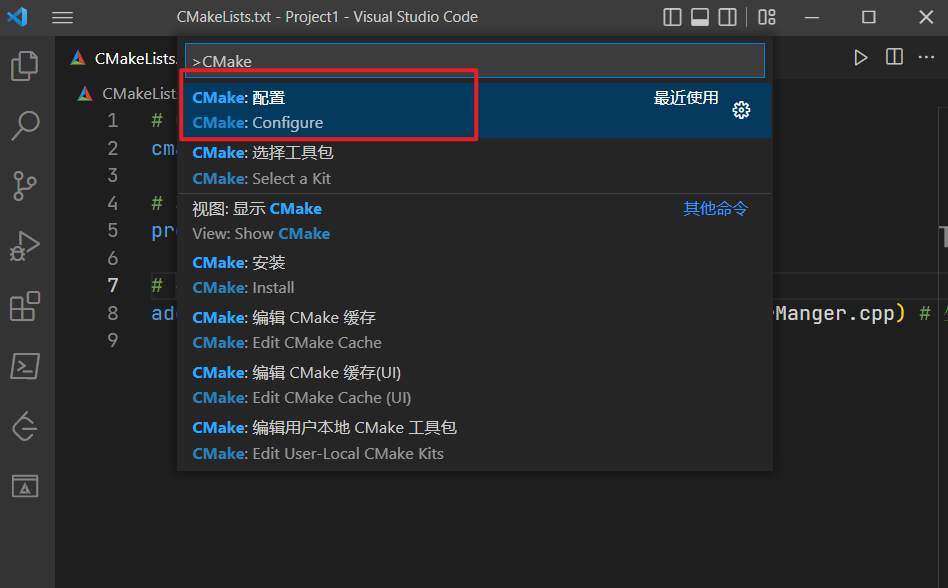 CMakeLists.txt - Project1 - Visual Studio Code
CMakeLists.
>CMake
CMakeList
CMake: 配置
最近使用
CMake: Configure
CMake: 选择工具包
CMake: Select a Kit
视图: 显示 CMake
其他命令
View: Show CMake
CMake: 安装
CMake: Install
CMake: 编辑 CMake 缓存
CMake: Edit CMake Cache
CMake: 编辑 CMake 缓存(UI)
CMake: Edit CMake Cache (UI)
CMake: 编辑用户本地 CMake 工具包
CMake: Edit User-Local CMake Kits
1 #
2
3
4 #
5
6
7 #
8 Manger.cpp) #
9